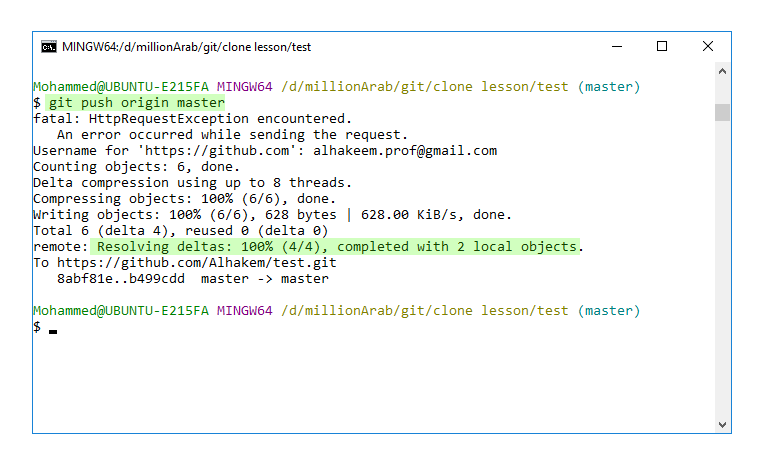 MINGW64:/d/millionArab/git/clone lesson/test
Mohammed@UBUNTU-E215FA MINGW64 /d/millionArab/git/clone lesson/test (master)
$ git push origin master
fatal: HttpRequestException encountered.
   An error occurred while sending the request.
Username for 'https://github.com': alhakeem.prof@gmail.com
Counting objects: 6, done.
Delta compression using up to 8 threads.
Compressing objects: 100% (6/6), done.
Writing objects: 100% (6/6), 628 bytes | 628.00 KiB/s, done.
Total 6 (delta 4), reused 0 (delta 0)
remote: Resolving deltas: 100% (4/4), completed with 2 local objects.
To https://github.com/Alhakem/test.git
   8abf81e..b499cdd  master -> master
Mohammed@UBUNTU-E215FA MINGW64 /d/millionArab/git/clone lesson/test (master)
$